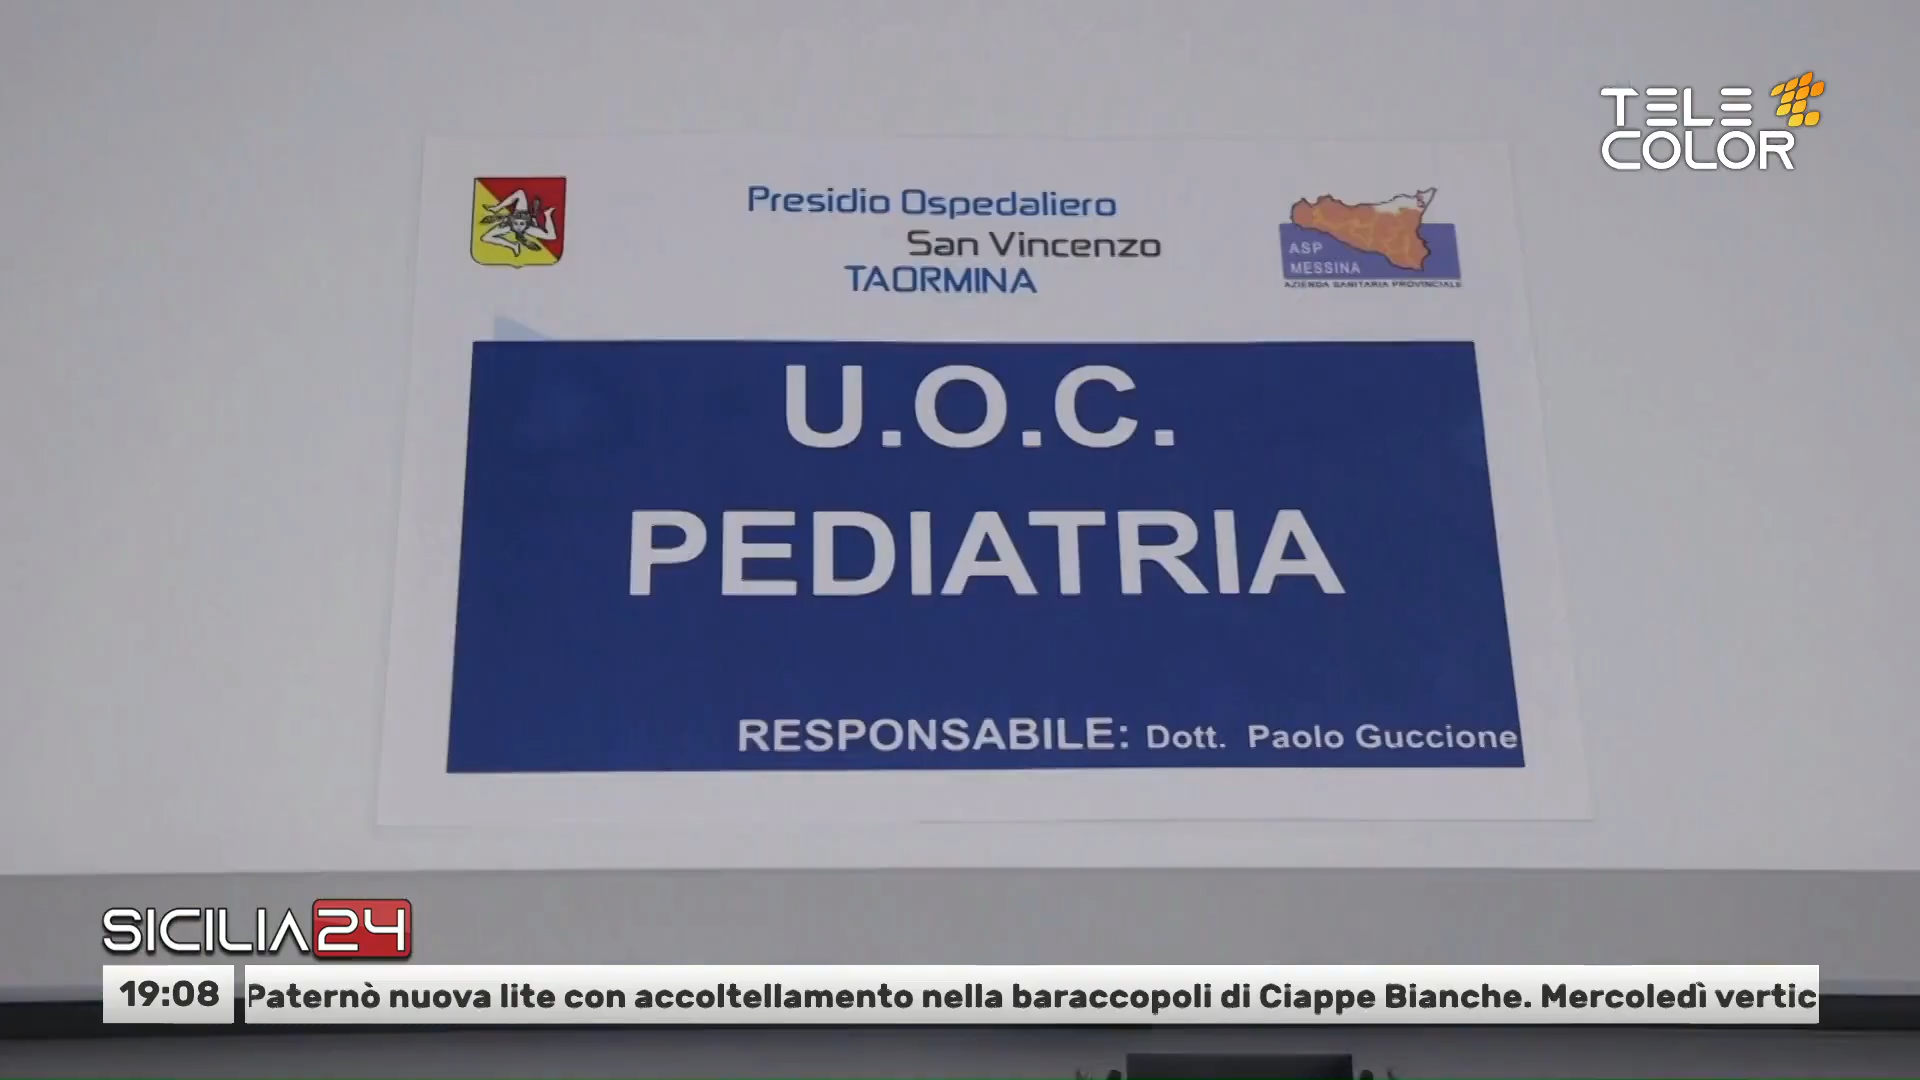 TELE
COLOR
Presidio Ospedaliero
San Vincenzo
TAORMINA
ASP
MESSINA
AZIENDA SANITARIA PROVINCIALE
U.O.C.
PEDIATRIA
RESPONSABILE: Dott. Paolo Guccione
SICILIA24
19:08 Paternò nuova lite con accoltellamento nella baraccopoli di Ciappe Bianche. Mercoledì vertic